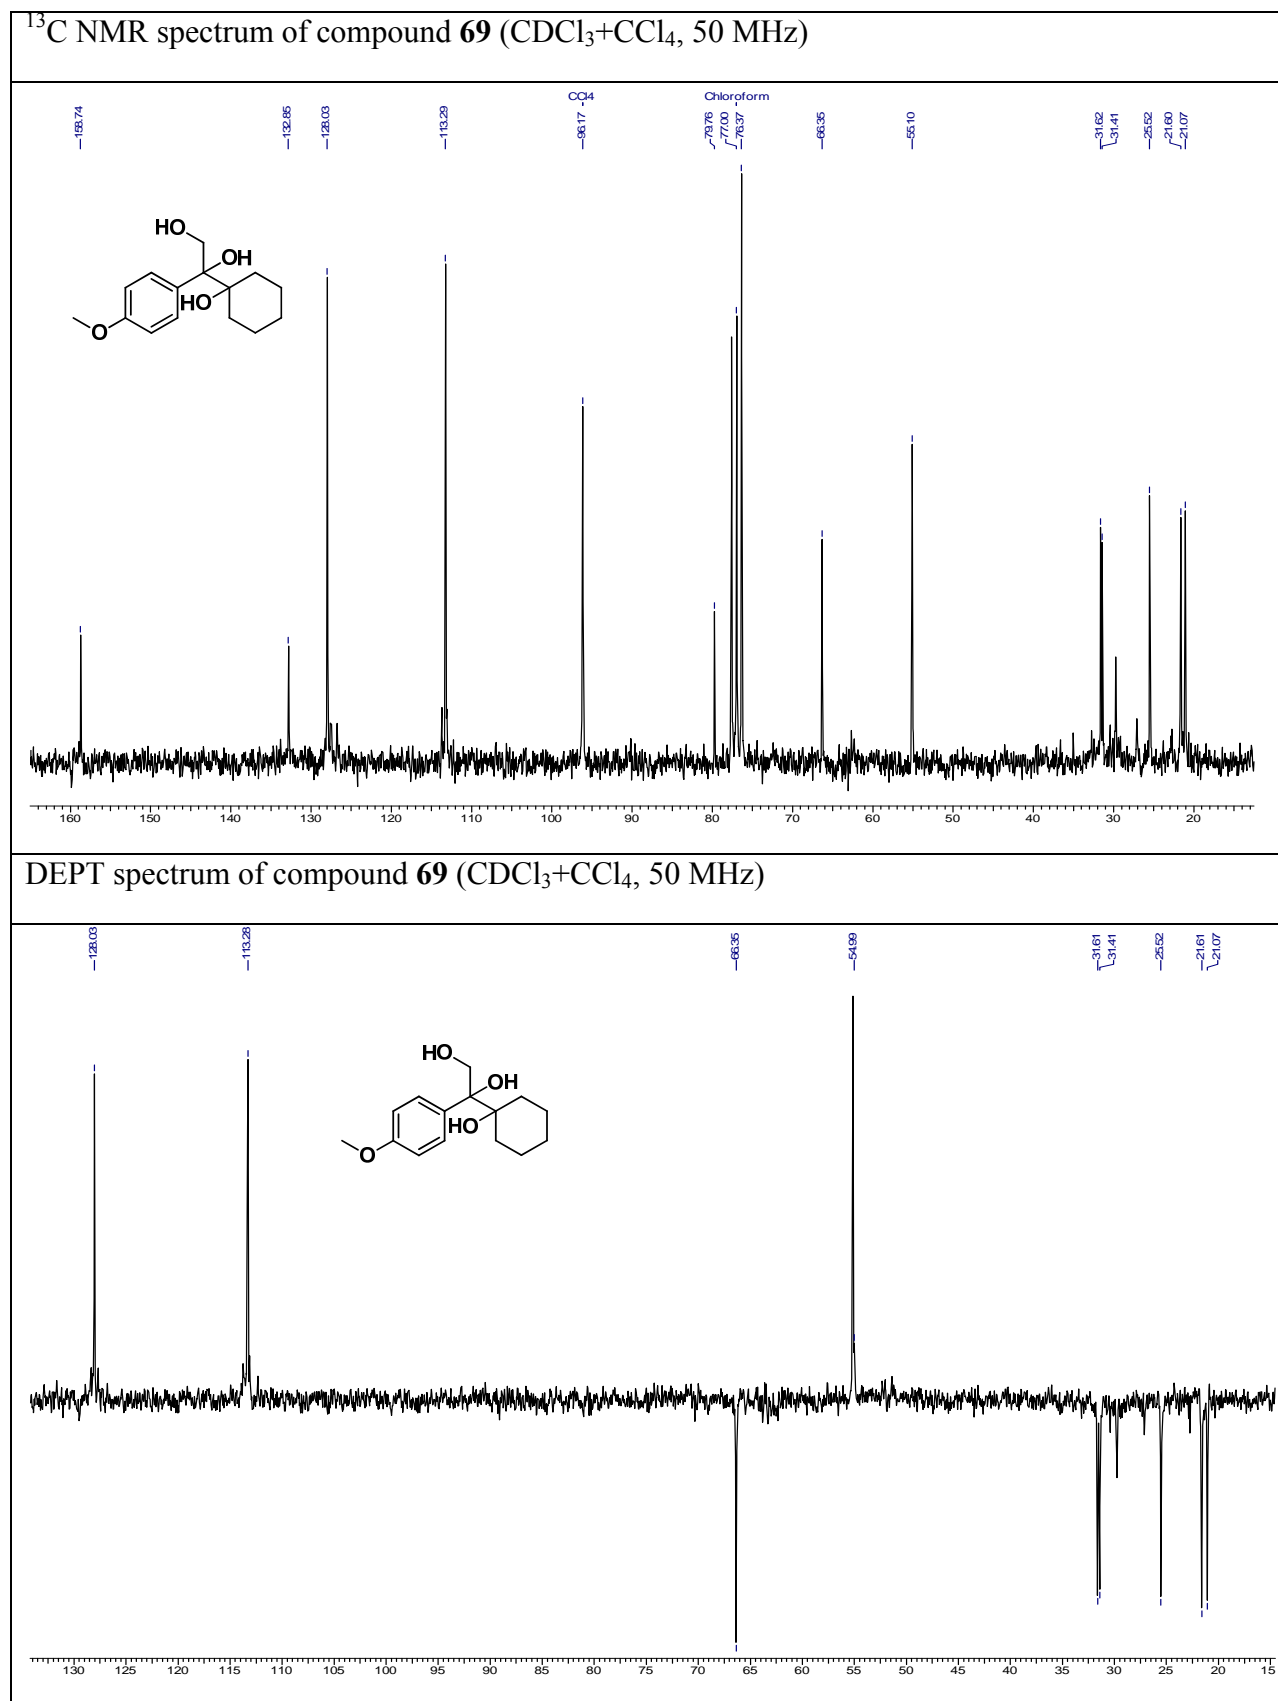 ¹³C NMR spectrum of compound 69 (CDCl₃+CCl₄, 50 MHz)
CCl4 Chloroform
158.74 132.85 128.03 113.29 96.17 79.76 77.00 76.37 66.35 55.10 31.62 31.41 25.52 21.60 21.07
HO
OH
HO
O
160 150 140 130 120 110 100 90 80 70 60 50 40 30 20
DEPT spectrum of compound 69 (CDCl₃+CCl₄, 50 MHz)
128.03 113.28 66.35 54.99 31.61 31.41 25.52 21.61 21.07
HO
OH
HO
O
130 125 120 115 110 105 100 95 90 85 80 75 70 65 60 55 50 45 40 35 30 25 20 15